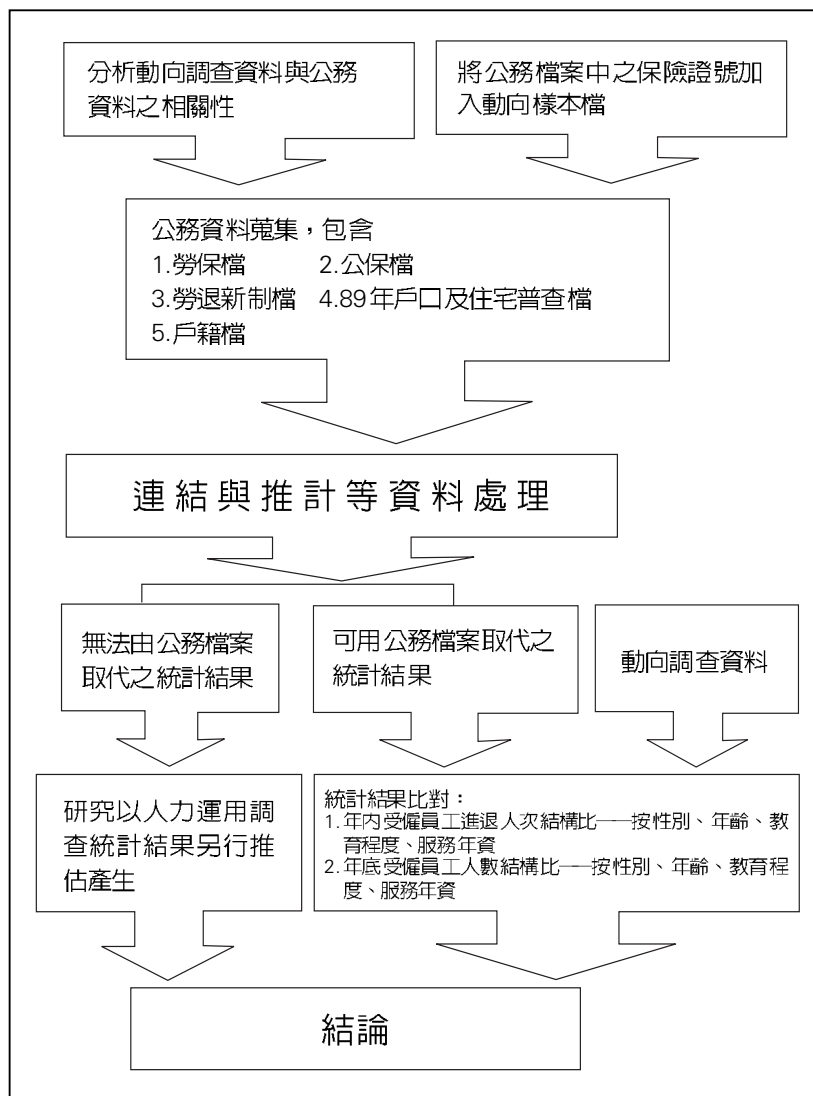 分析動向調查資料與公務
資料之相關性
將公務檔案中之保險證號加
入動向樣本檔
公務資料蒐集，包含
1.勞保檔 2.公保檔
3.勞退新制檔 4.89年戶口及住宅普查檔
5.戶籍檔
連結與推計等資料處理
無法由公務檔案
取代之統計結果
可用公務檔案取代之
統計結果
動向調查資料
研究以人力運用調
查統計結果另行推
估產生
統計結果比對：
1.年內受僱員工進退人次結構比——按性別、年齡、教
育程度、服務年資
2.年底受僱員工人數結構比——按性別、年齡、教育程
度、服務年資
結論